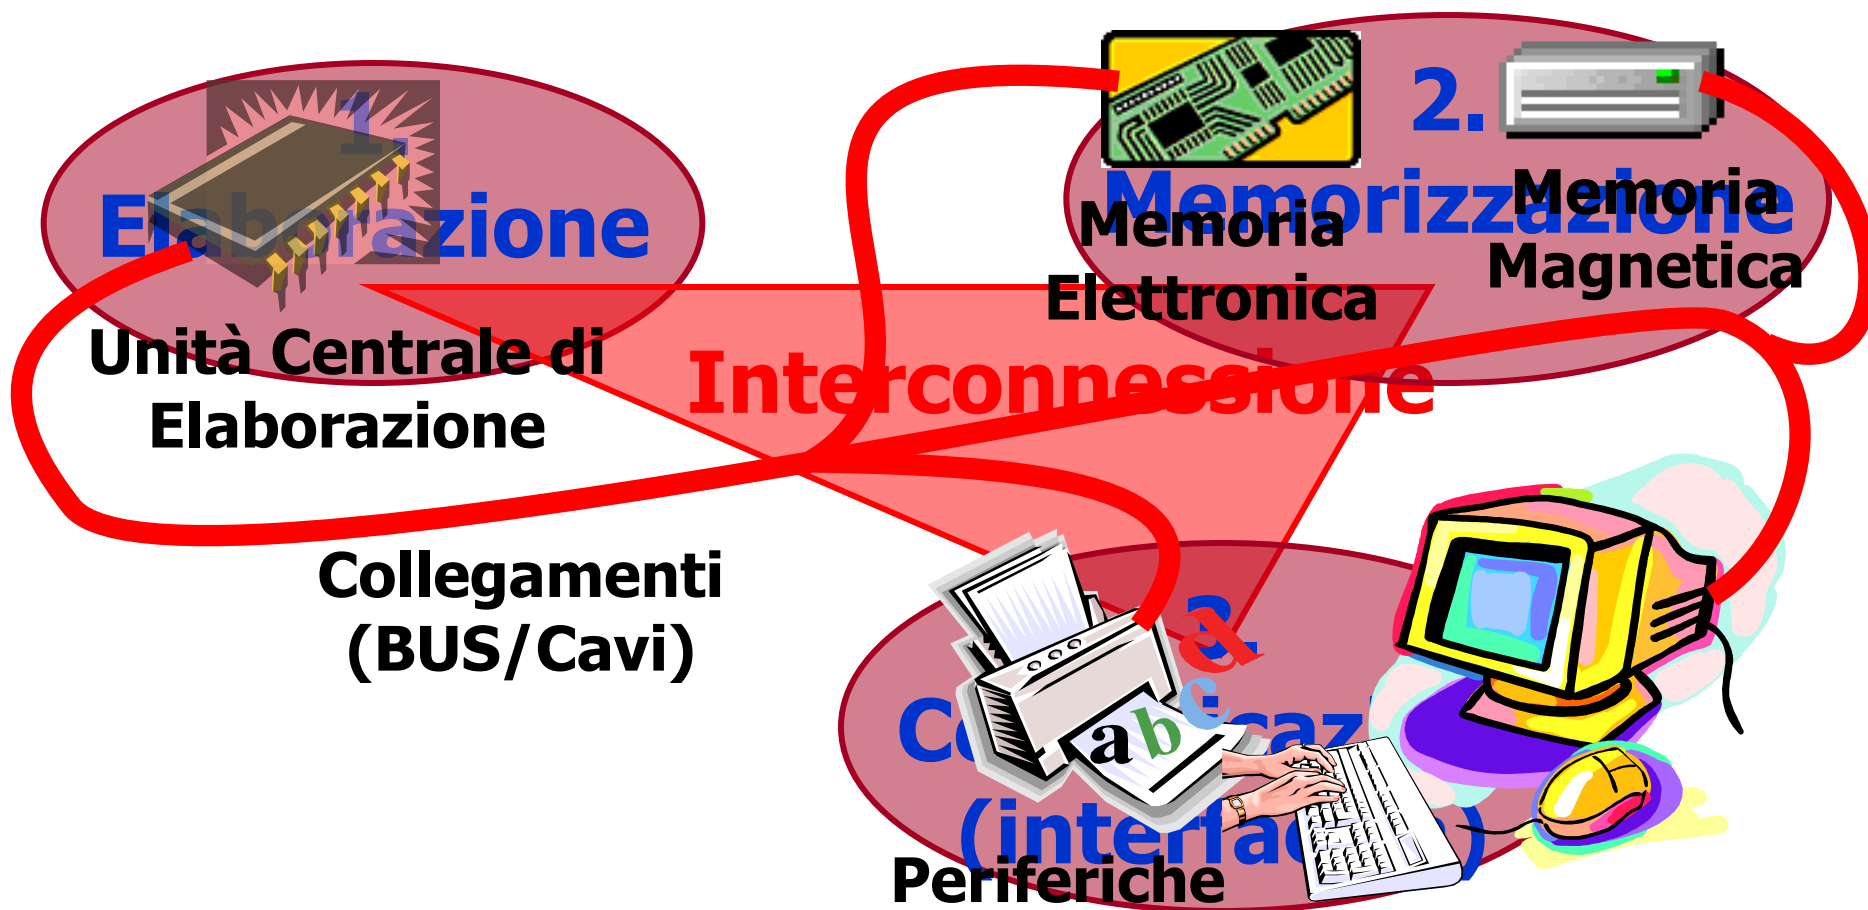 1.
Elaborazione
Unità Centrale di
Elaborazione
2.
Memorizzazione
Memoria
Elettronica
Memoria
Magnetica
Interconnessione
Collegamenti
(BUS/Cavi)
3.
a b c
a
Periferiche